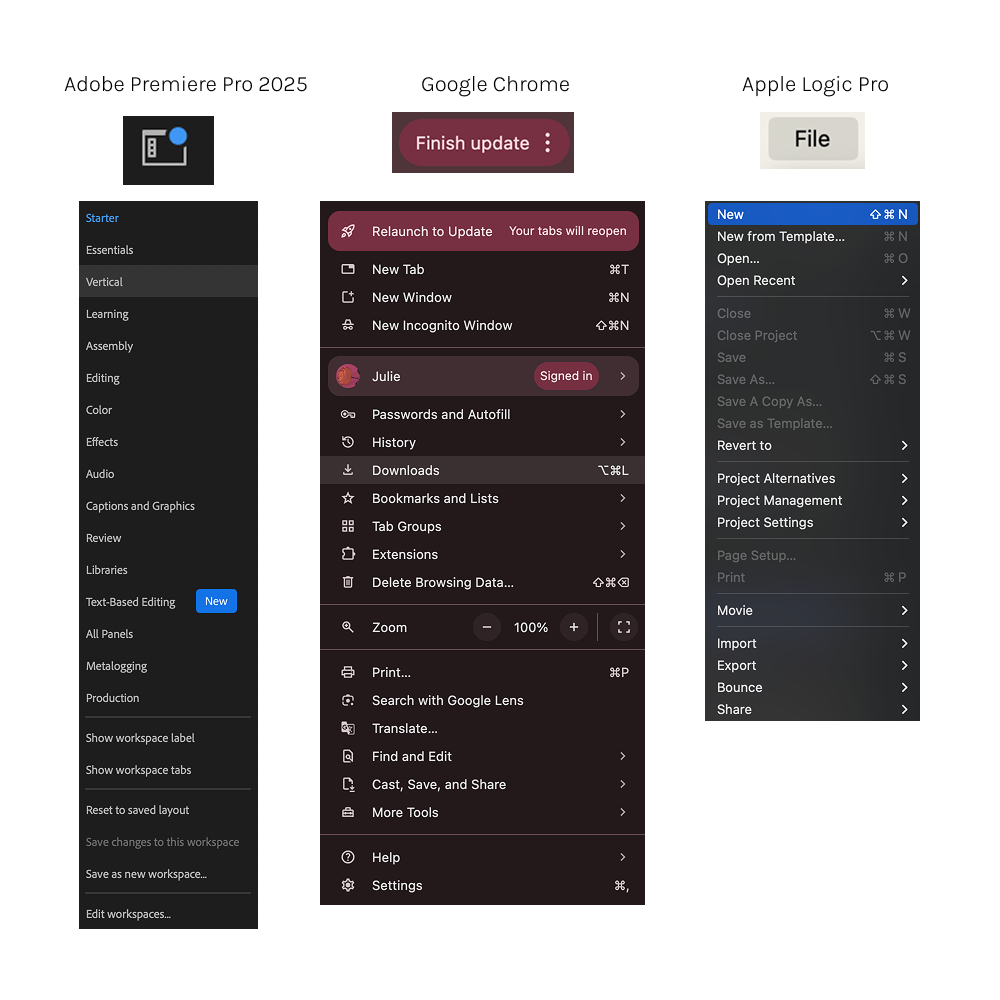 Adobe Premiere Pro 2025
Starter
Essentials
Vertical
Learning
Assembly
Editing
Color
Effects
Audio
Captions and Graphics
Review
Libraries
Text-Based Editing New
All Panels
Metalogging
Production
Show workspace label
Show workspace tabs
Reset to saved layout
Save changes to this workspace
Save as new workspace...
Edit workspaces...
Google Chrome
Finish update
Relaunch to Update Your tabs will reopen
New Tab ⌘T
New Window ⌘N
New Incognito Window ⇧⌘N
Julie Signed in
Passwords and Autofill
History
Downloads ⌥⌘L
Bookmarks and Lists
Tab Groups
Extensions
Delete Browsing Data... ⇧⌘⌫
Zoom − 100% +
Print... ⌘P
Search with Google Lens
Translate...
Find and Edit
Cast, Save, and Share
More Tools
Help
Settings ⌘,
Apple Logic Pro
File
New ⇧⌘N
New from Template... ⌘N
Open... ⌘O
Open Recent
Close ⌘W
Close Project ⌥⌘W
Save ⌘S
Save As... ⇧⌘S
Save A Copy As...
Save as Template...
Revert to
Project Alternatives
Project Management
Project Settings
Page Setup...
Print ⌘P
Movie
Import
Export
Bounce
Share